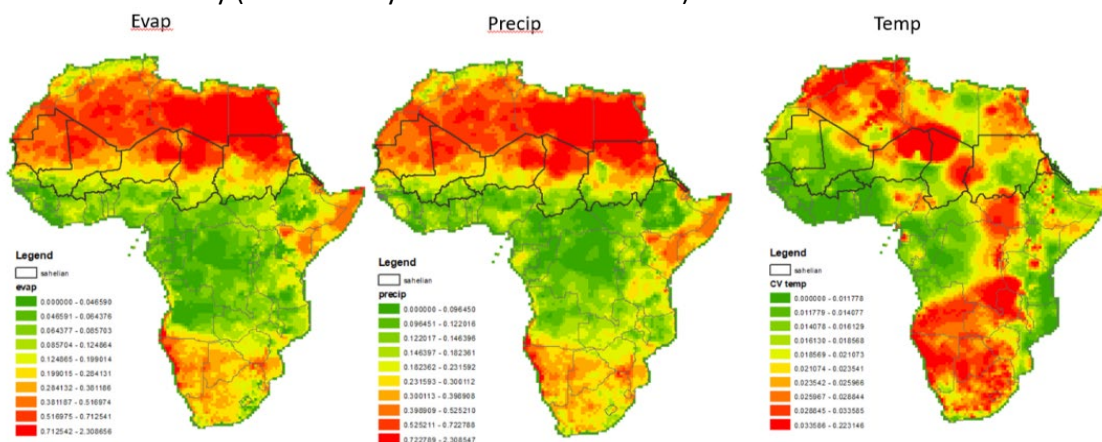 Evap
Precip
Temp
Legend
sahelian
evap
0.000000 - 0.046590
0.046591 - 0.064376
0.064377 - 0.085703
0.085704 - 0.124864
0.124865 - 0.199014
0.199015 - 0.284131
0.284132 - 0.381186
0.381187 - 0.516974
0.516975 - 0.712541
0.712542 - 2.308656
Legend
sahelian
precip
0.000000 - 0.096450
0.096451 - 0.122016
0.122017 - 0.146396
0.146397 - 0.182361
0.182362 - 0.231592
0.231593 - 0.300112
0.300113 - 0.398908
0.398909 - 0.525210
0.525211 - 0.722788
0.722789 - 2.308547
Legend
sahelian
CV temp
0.000000 - 0.011778
0.011779 - 0.014077
0.014078 - 0.016129
0.016130 - 0.018568
0.018569 - 0.021073
0.021074 - 0.023541
0.023542 - 0.025966
0.025967 - 0.028844
0.028845 - 0.033585
0.033586 - 0.223146